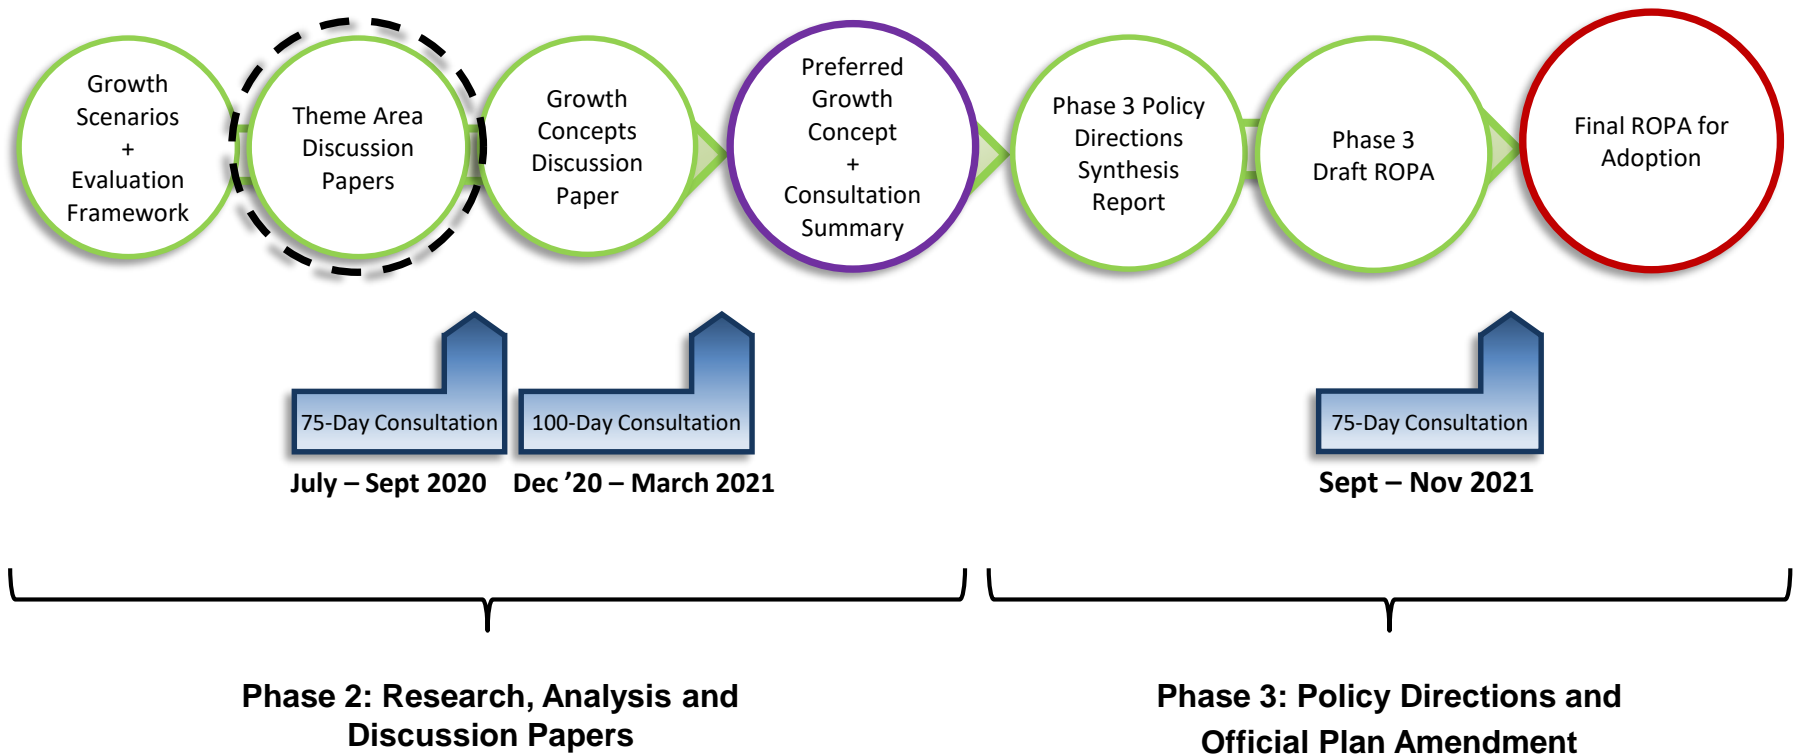 Growth
Scenarios
+
Evaluation
Framework
Theme Area
Discussion
Papers
Growth
Concepts
Discussion
Paper
Preferred
Growth
Concept
+
Consultation
Summary
Phase 3 Policy
Directions
Synthesis
Report
Phase 3
Draft ROPA
Final ROPA for
Adoption
75-Day Consultation
100-Day Consultation
75-Day Consultation
July – Sept 2020
Dec ’20 – March 2021
Sept – Nov 2021
Phase 2: Research, Analysis and
Discussion Papers
Phase 3: Policy Directions and
Official Plan Amendment